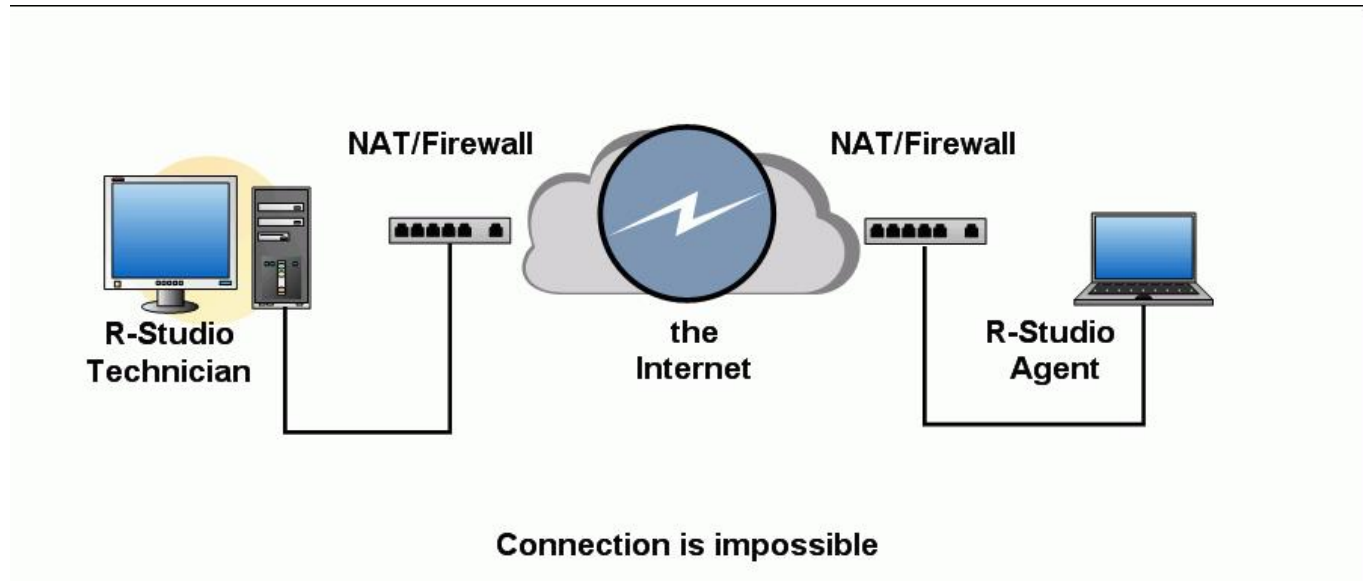 NAT/Firewall
NAT/Firewall
R-Studio
Technician
the
Internet
R-Studio
Agent
Connection is impossible